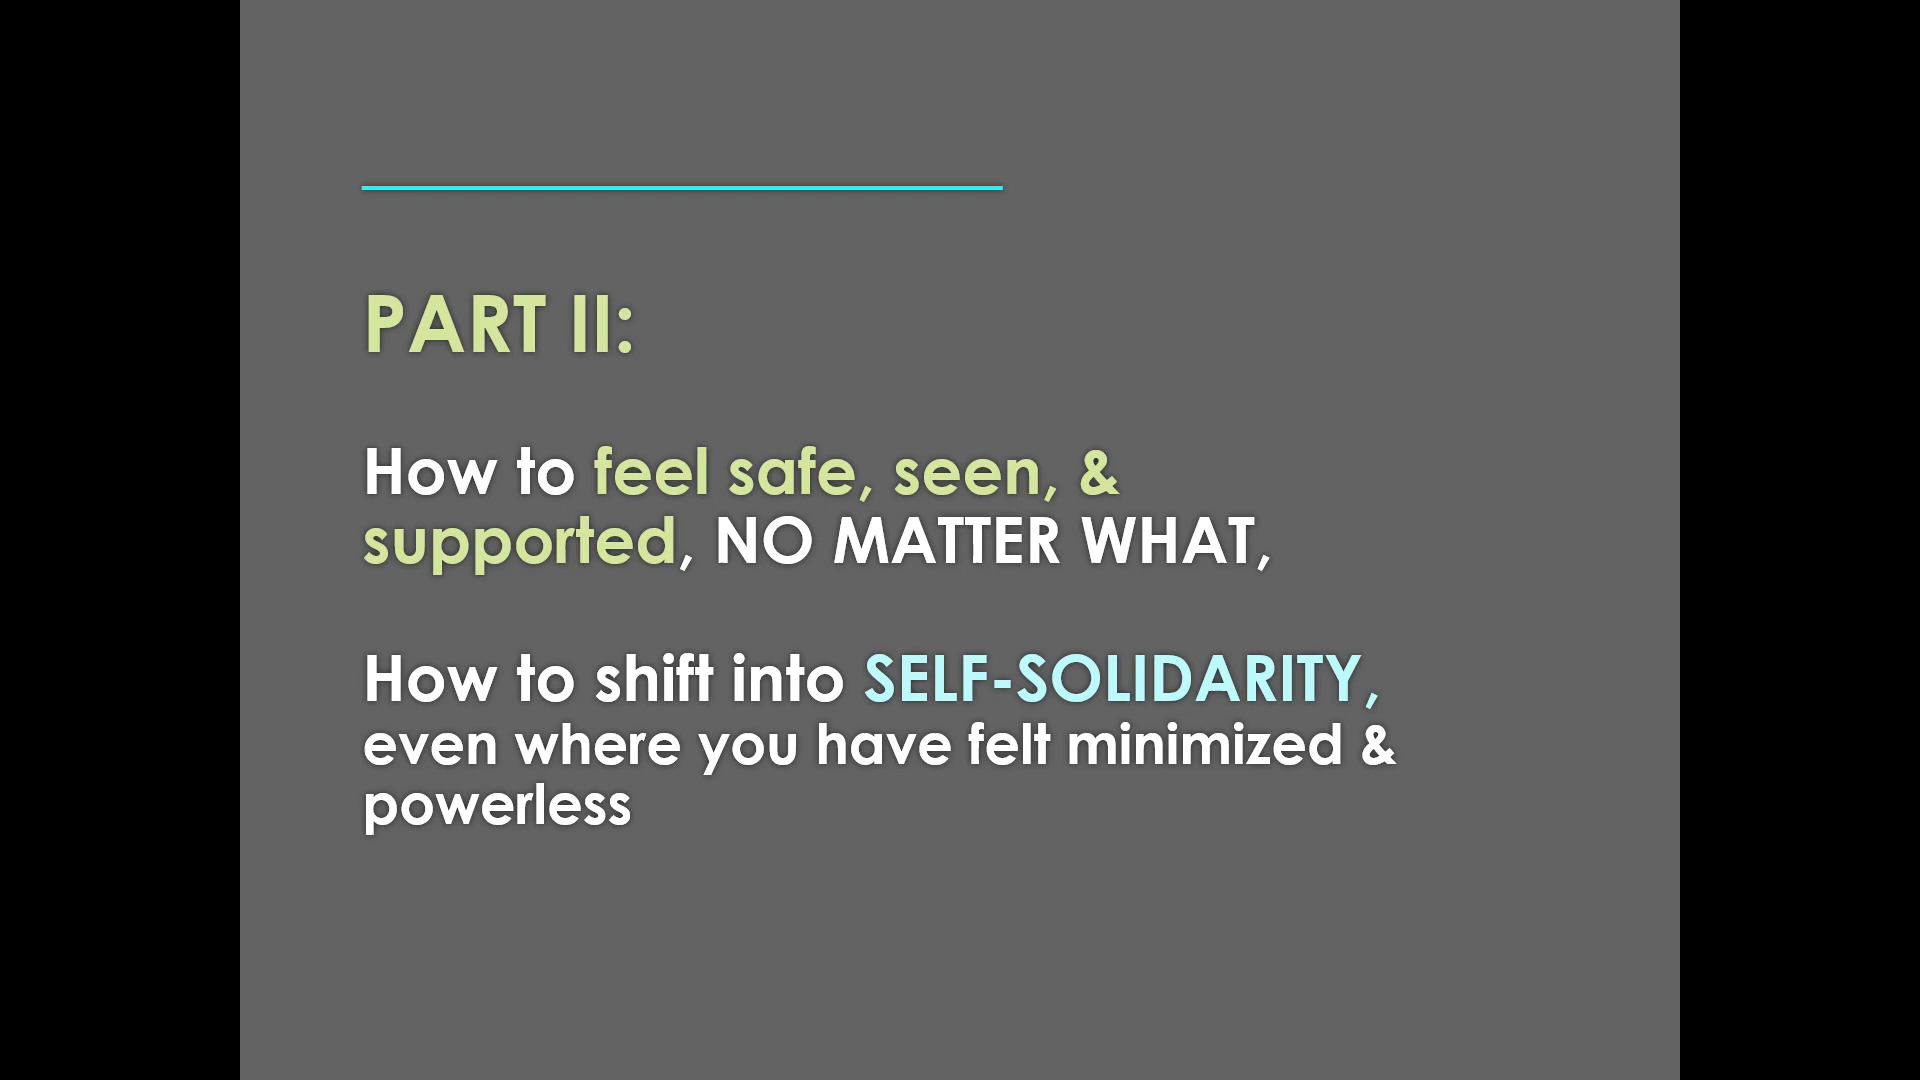 PART II:
How to feel safe, seen, &
supported, NO MATTER WHAT,
How to shift into SELF-SOLIDARITY,
even where you have felt minimized &
powerless